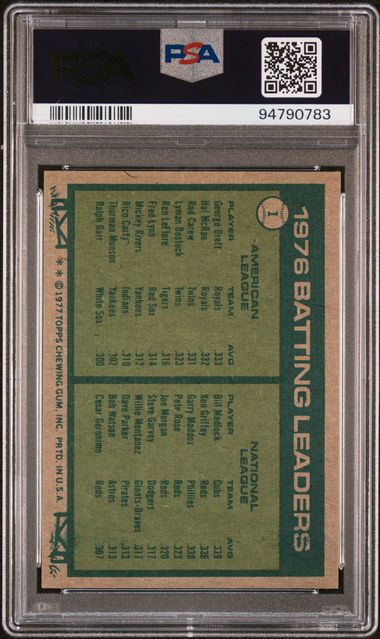 PSA
PSA
94790783
1
1976 BATTING LEADERS
AMERICAN LEAGUE
PLAYER TEAM AVG
George Brett Royals .333
Hal McRae Royals .332
Rod Carew Twins .331
Lyman Bostock Twins .323
Ron LeFlore Tigers .316
Fred Lynn Red Sox .314
Mickey Rivers Yankees .312
Rico Carty Indians .310
Thurman Munson Yankees .302
Ralph Garr White Sox .300
NATIONAL LEAGUE
PLAYER TEAM AVG
Bill Madlock Cubs .339
Ken Griffey Reds .336
Garry Maddox Phillies .330
Pete Rose Reds .323
Joe Morgan Reds .320
Steve Garvey Dodgers .317
Willie Montanez Giants-Braves .317
Dave Parker Pirates .313
Bob Watson Astros .313
Cesar Geronimo Reds .307
** © 1977 TOPPS CHEWING GUM, INC. PRTD. IN U.S.A.